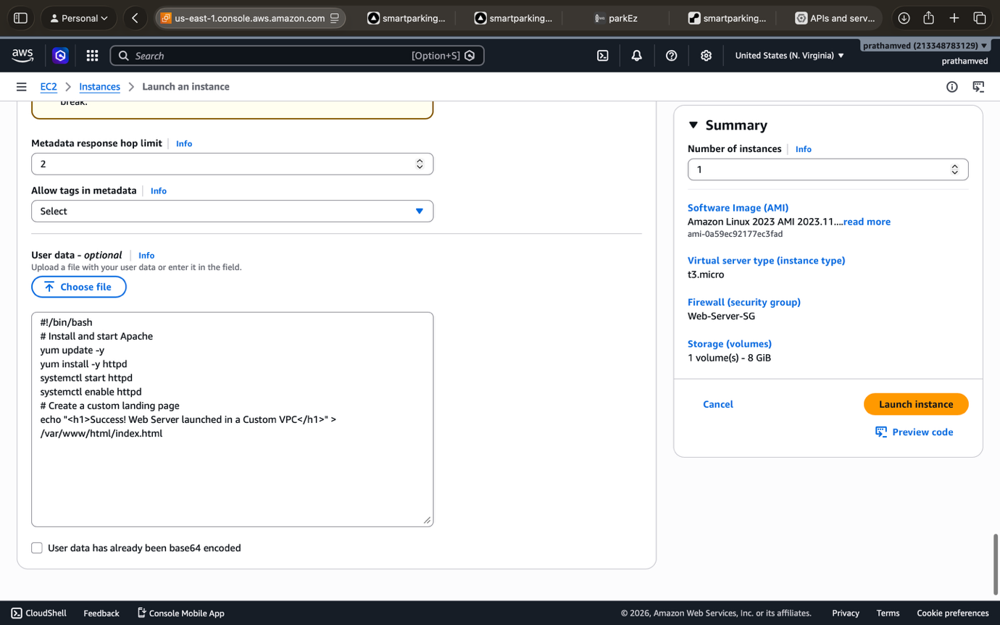 Personal
us-east-1.console.aws.amazon.com
smartparking...
smartparking...
parkEz
smartparking...
APIs and serv...
aws
Search
[Option+S]
United States (N. Virginia)
prathamved (213348783129)
prathamved
EC2
Instances
Launch an instance
break.
Metadata response hop limit
Info
2
Allow tags in metadata
Info
Select
User data - optional
Info
Upload a file with your user data or enter it in the field.
Choose file
#!/bin/bash
# Install and start Apache
yum update -y
yum install -y httpd
systemctl start httpd
systemctl enable httpd
# Create a custom landing page
echo "<h1>Success! Web Server launched in a Custom VPC</h1>" >
/var/www/html/index.html
User data has already been base64 encoded
Summary
Number of instances
Info
1
Software Image (AMI)
Amazon Linux 2023 AMI 2023.11....read more
ami-0a59ec92177ec3fad
Virtual server type (instance type)
t3.micro
Firewall (security group)
Web-Server-SG
Storage (volumes)
1 volume(s) - 8 GiB
Cancel
Launch instance
Preview code
CloudShell
Feedback
Console Mobile App
© 2026, Amazon Web Services, Inc. or its affiliates.
Privacy
Terms
Cookie preferences